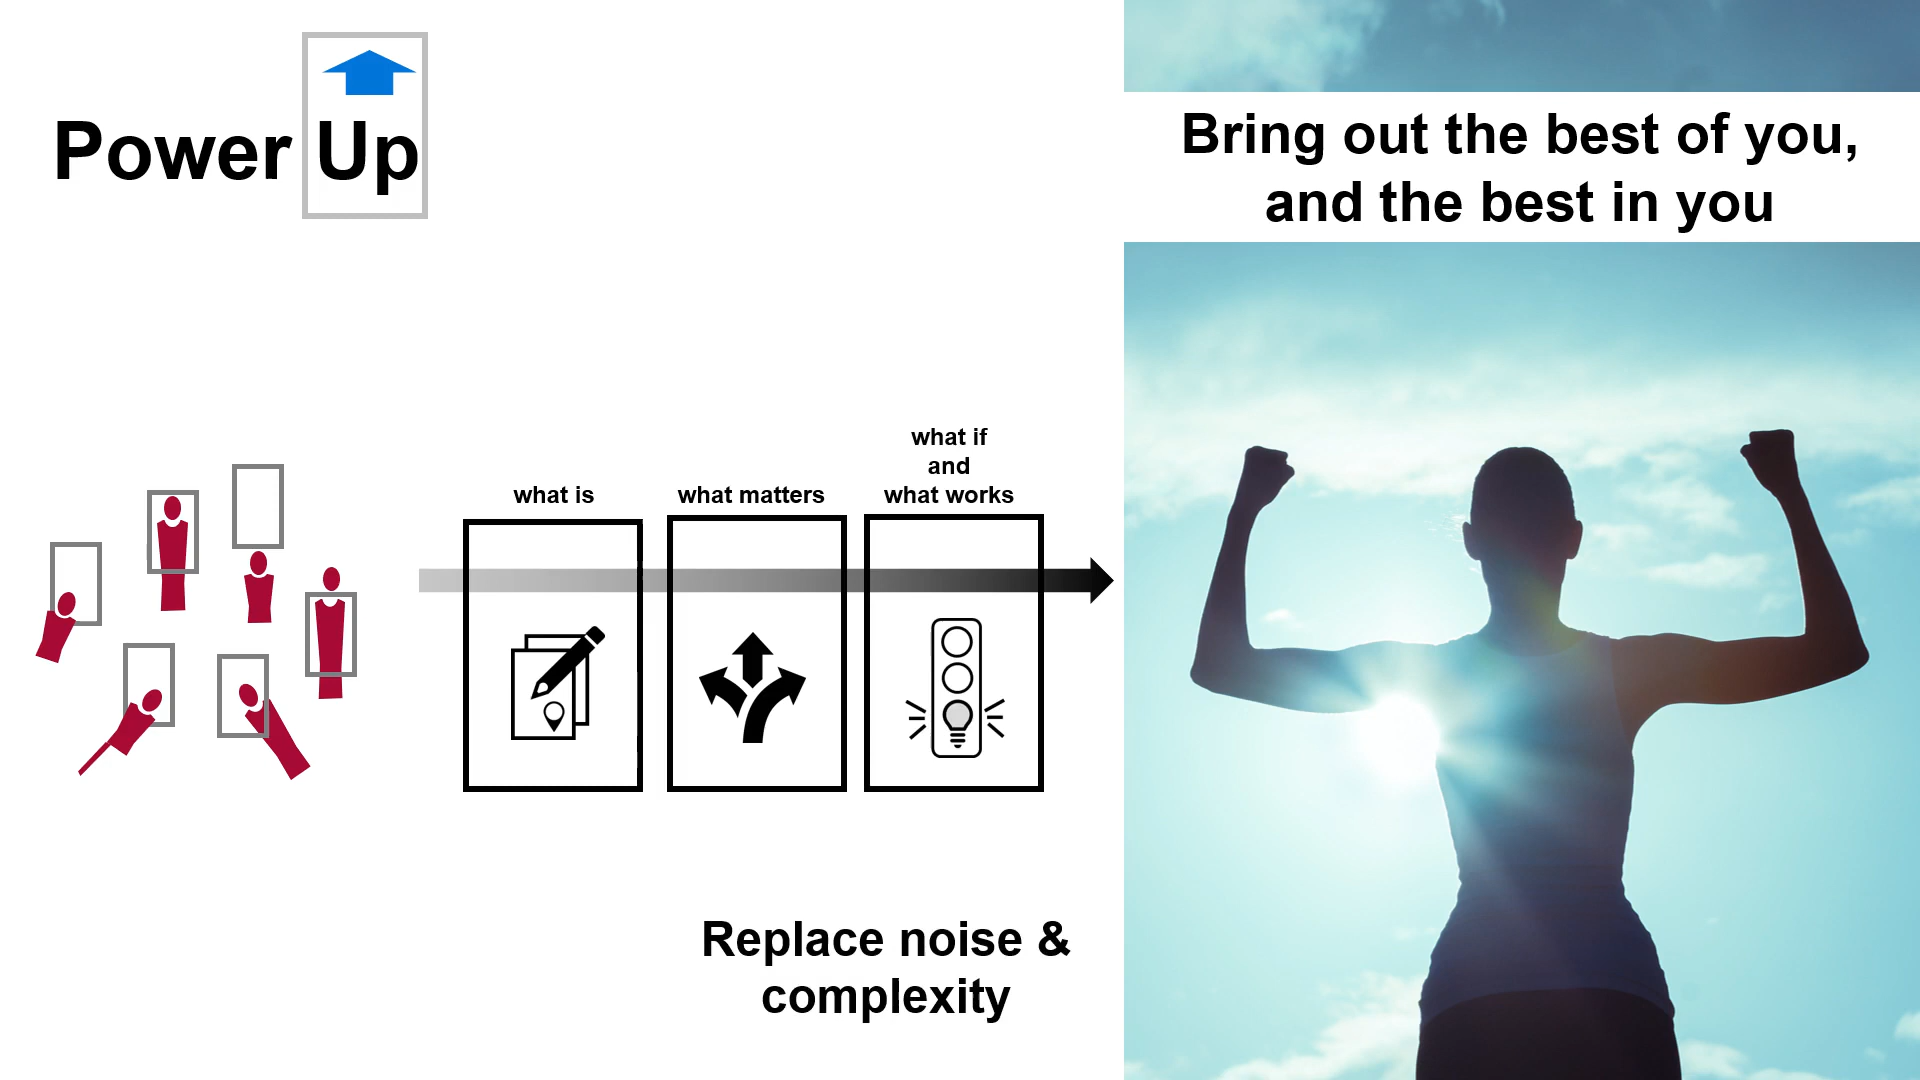 Power Up
Bring out the best of you,
and the best in you
what is
what matters
what if
and
what works
Replace noise &
complexity